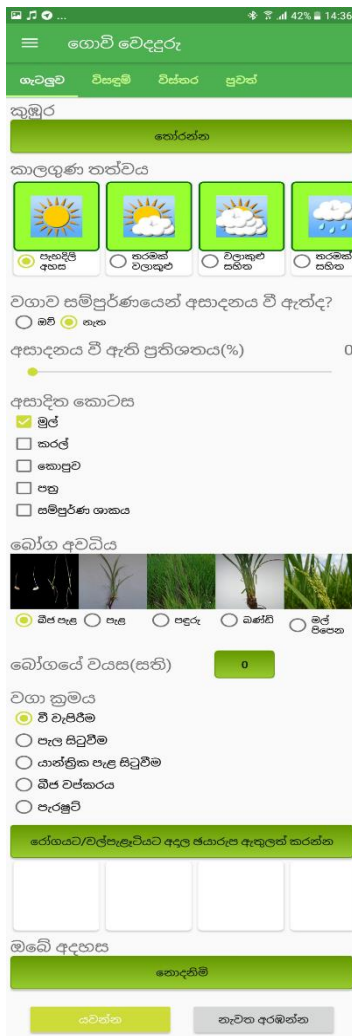 42% 14:36
ගොවි වෙදදුරු
ගැටලුව විසඳුම් විස්තර පුවත්
කුඹුර
තෝරන්න
කාලගුණ තත්වය
පැහදිලි අහස තරමක් වලාකුළු වලාකුළු සහිත තරමක් සහිත
වගාව සම්පුර්ණයෙන් අසාදනය වී ඇත්ද?
ඔව් නැත
අසාදනය වී ඇති ප්‍රතිශතය(%) 0
අසාදිත කොටස
මුල්
කරල්
කොපුව
පත්‍ර
සම්පුර්ණ ශාකය
බෝග අවධිය
බීජ පැළ පැළ පඳුරු බණ්ඩි මල් පිපෙන
බෝගයේ වයස(සති) 0
වගා ක්‍රමය
වී වැපිරීම
පැල සිටුවීම
යාන්ත්‍රික පැළ සිටුවීම
බීජ වප්කරය
පැරෂුට්
රෝගයට/වල්පැළෑටියට අදාල ඡයාරුප ඇතුලත් කරන්න
ඔබේ අදහස
නොදනිමි
යවන්න නැවත අරඹන්න